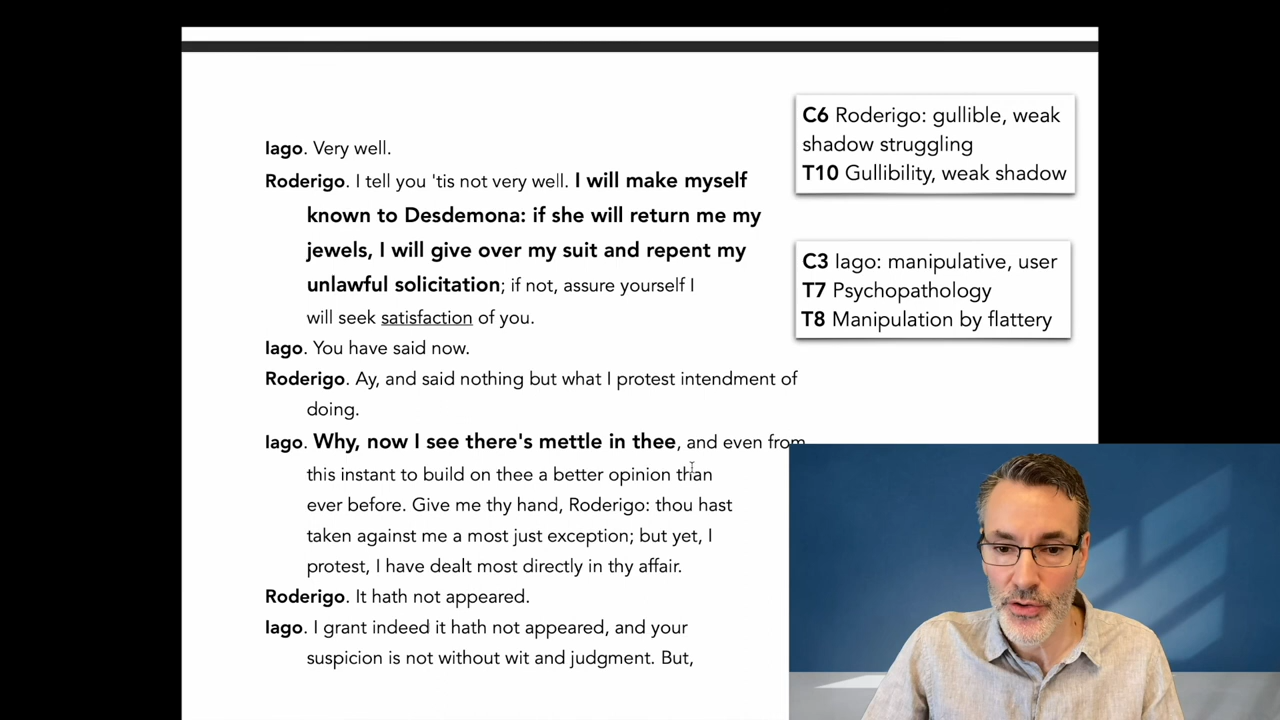 Iago. Very well.
Roderigo. I tell you 'tis not very well. I will make myself
known to Desdemona: if she will return me my
jewels, I will give over my suit and repent my
unlawful solicitation; if not, assure yourself I
will seek satisfaction of you.
Iago. You have said now.
Roderigo. Ay, and said nothing but what I protest intendment of
doing.
Iago. Why, now I see there's mettle in thee, and even from
this instant to build on thee a better opinion than
ever before. Give me thy hand, Roderigo: thou hast
taken against me a most just exception; but yet, I
protest, I have dealt most directly in thy affair.
Roderigo. It hath not appeared.
Iago. I grant indeed it hath not appeared, and your
suspicion is not without wit and judgment. But,
C6 Roderigo: gullible, weak
shadow struggling
T10 Gullibility, weak shadow
C3 Iago: manipulative, user
T7 Psychopathology
T8 Manipulation by flattery